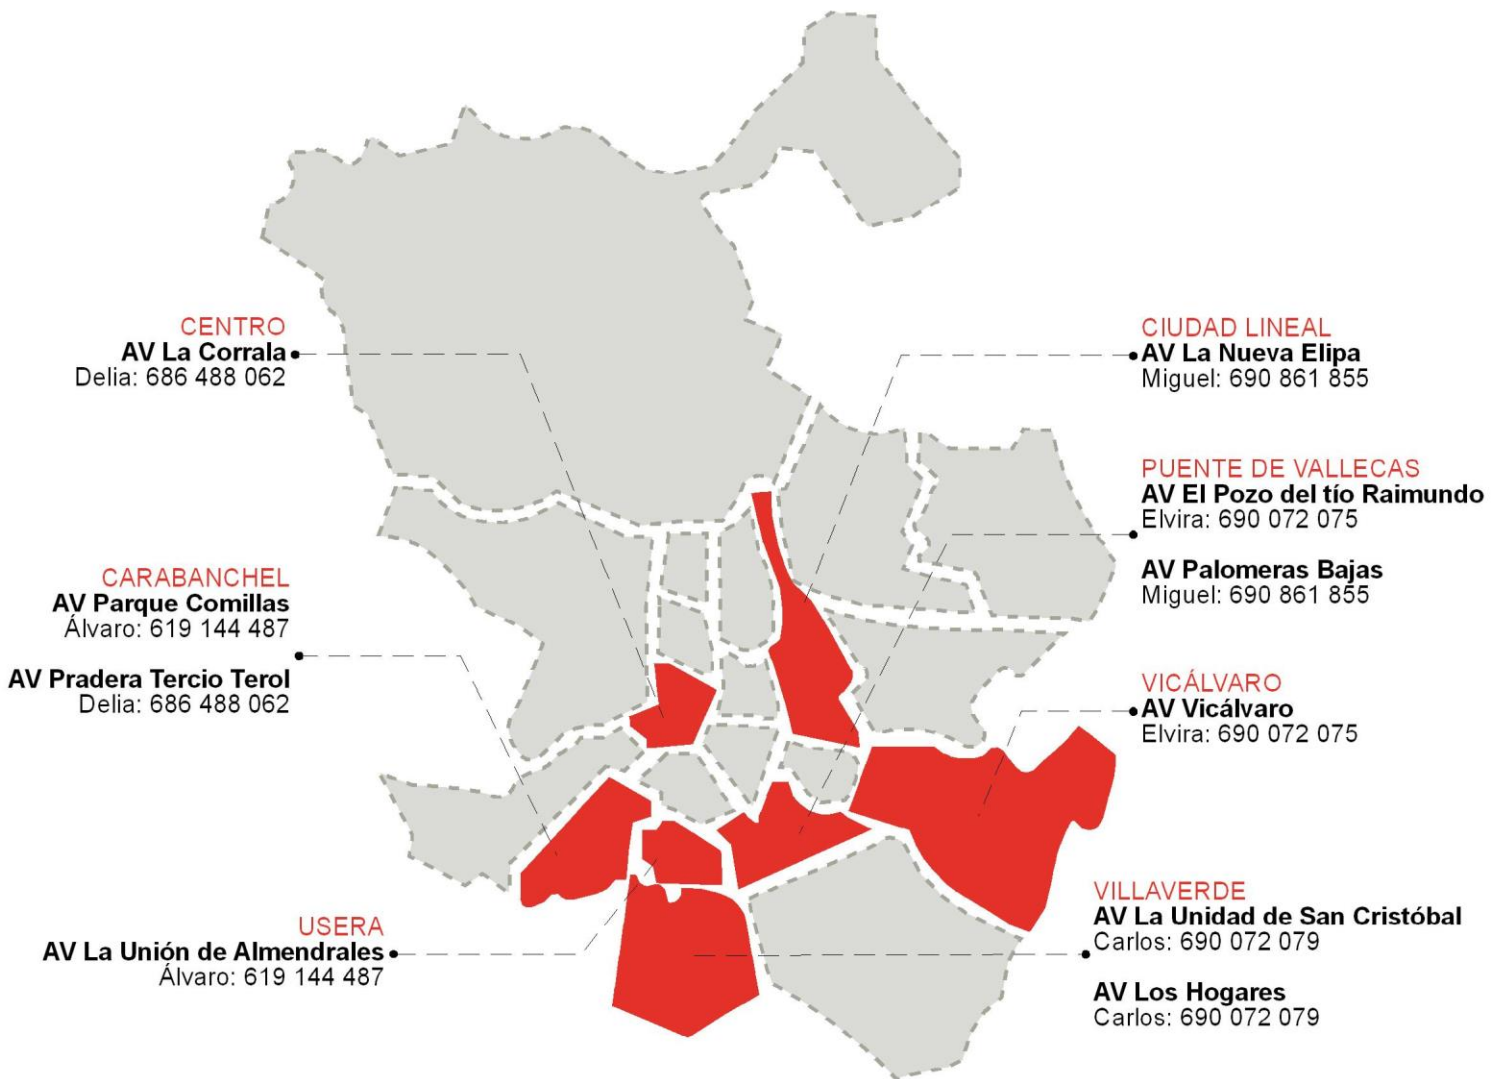 CENTRO
AV La Corrala
Delia: 686 488 062
CARABANCHEL
AV Parque Comillas
Álvaro: 619 144 487
AV Pradera Tercio Terol
Delia: 686 488 062
USERA
AV La Unión de Almendrales
Álvaro: 619 144 487
CIUDAD LINEAL
AV La Nueva Elipa
Miguel: 690 861 855
PUENTE DE VALLECAS
AV El Pozo del tío Raimundo
Elvira: 690 072 075
AV Palomeras Bajas
Miguel: 690 861 855
VICÁLVARO
AV Vicálvaro
Elvira: 690 072 075
VILLAVERDE
AV La Unidad de San Cristóbal
Carlos: 690 072 079
AV Los Hogares
Carlos: 690 072 079